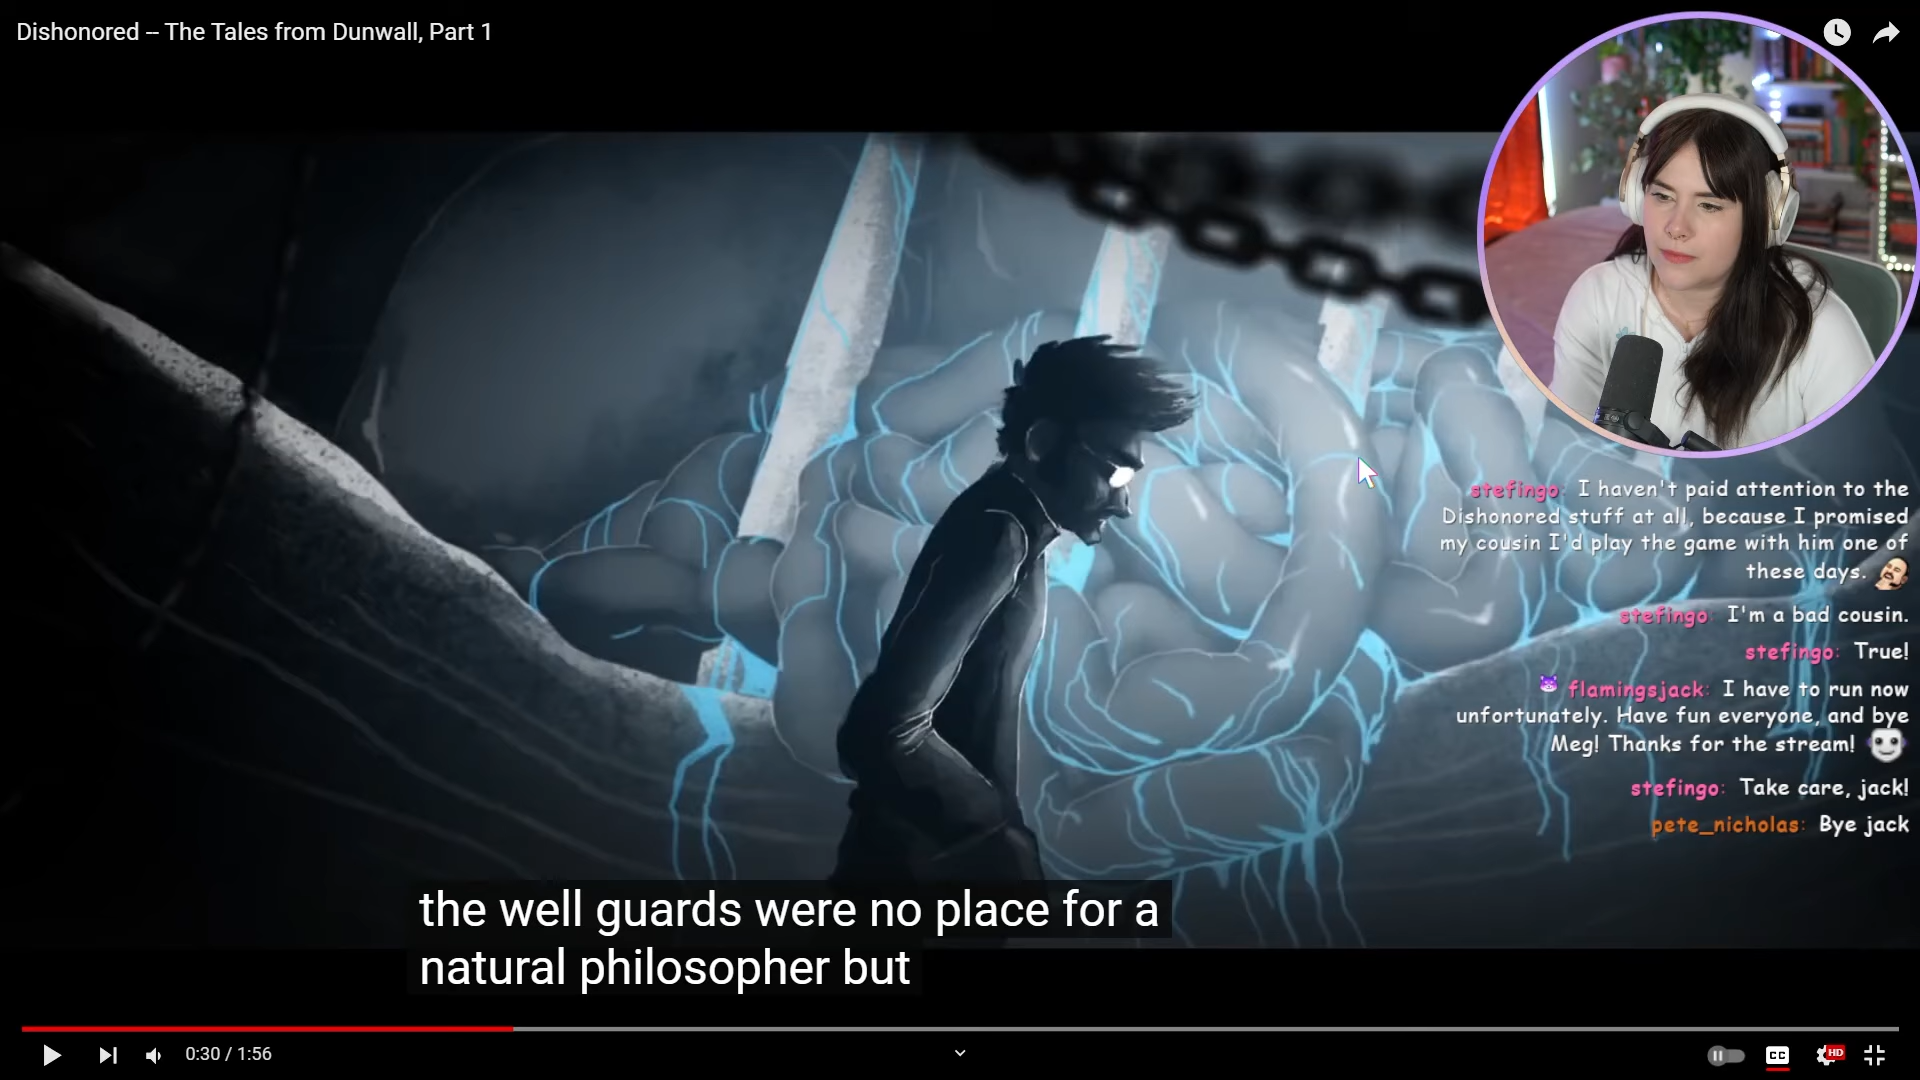 Dishonored -- The Tales from Dunwall, Part 1
stefingo: I haven't paid attention to the
Dishonored stuff at all, because I promised
my cousin I'd play the game with him one of
these days.
stefingo: I'm a bad cousin.
stefingo: True!
flamingsjack: I have to run now
unfortunately. Have fun everyone, and bye
Meg! Thanks for the stream!
stefingo: Take care, jack!
pete_nicholas: Bye jack
the well guards were no place for a
natural philosopher but
0:30 / 1:56
CC
HD